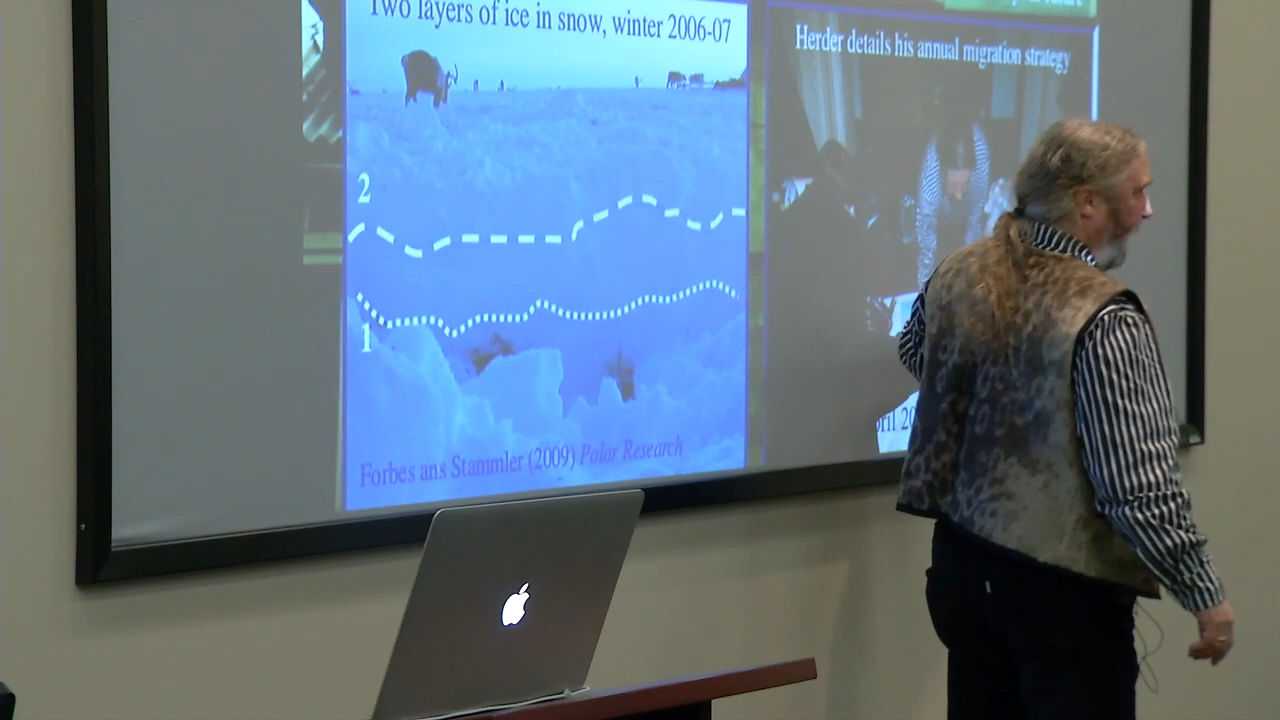 Two layers of ice in snow, winter 2006-07
2
1
Forbes ans Stammler (2009) Polar Research
Herder details his annual migration strategy